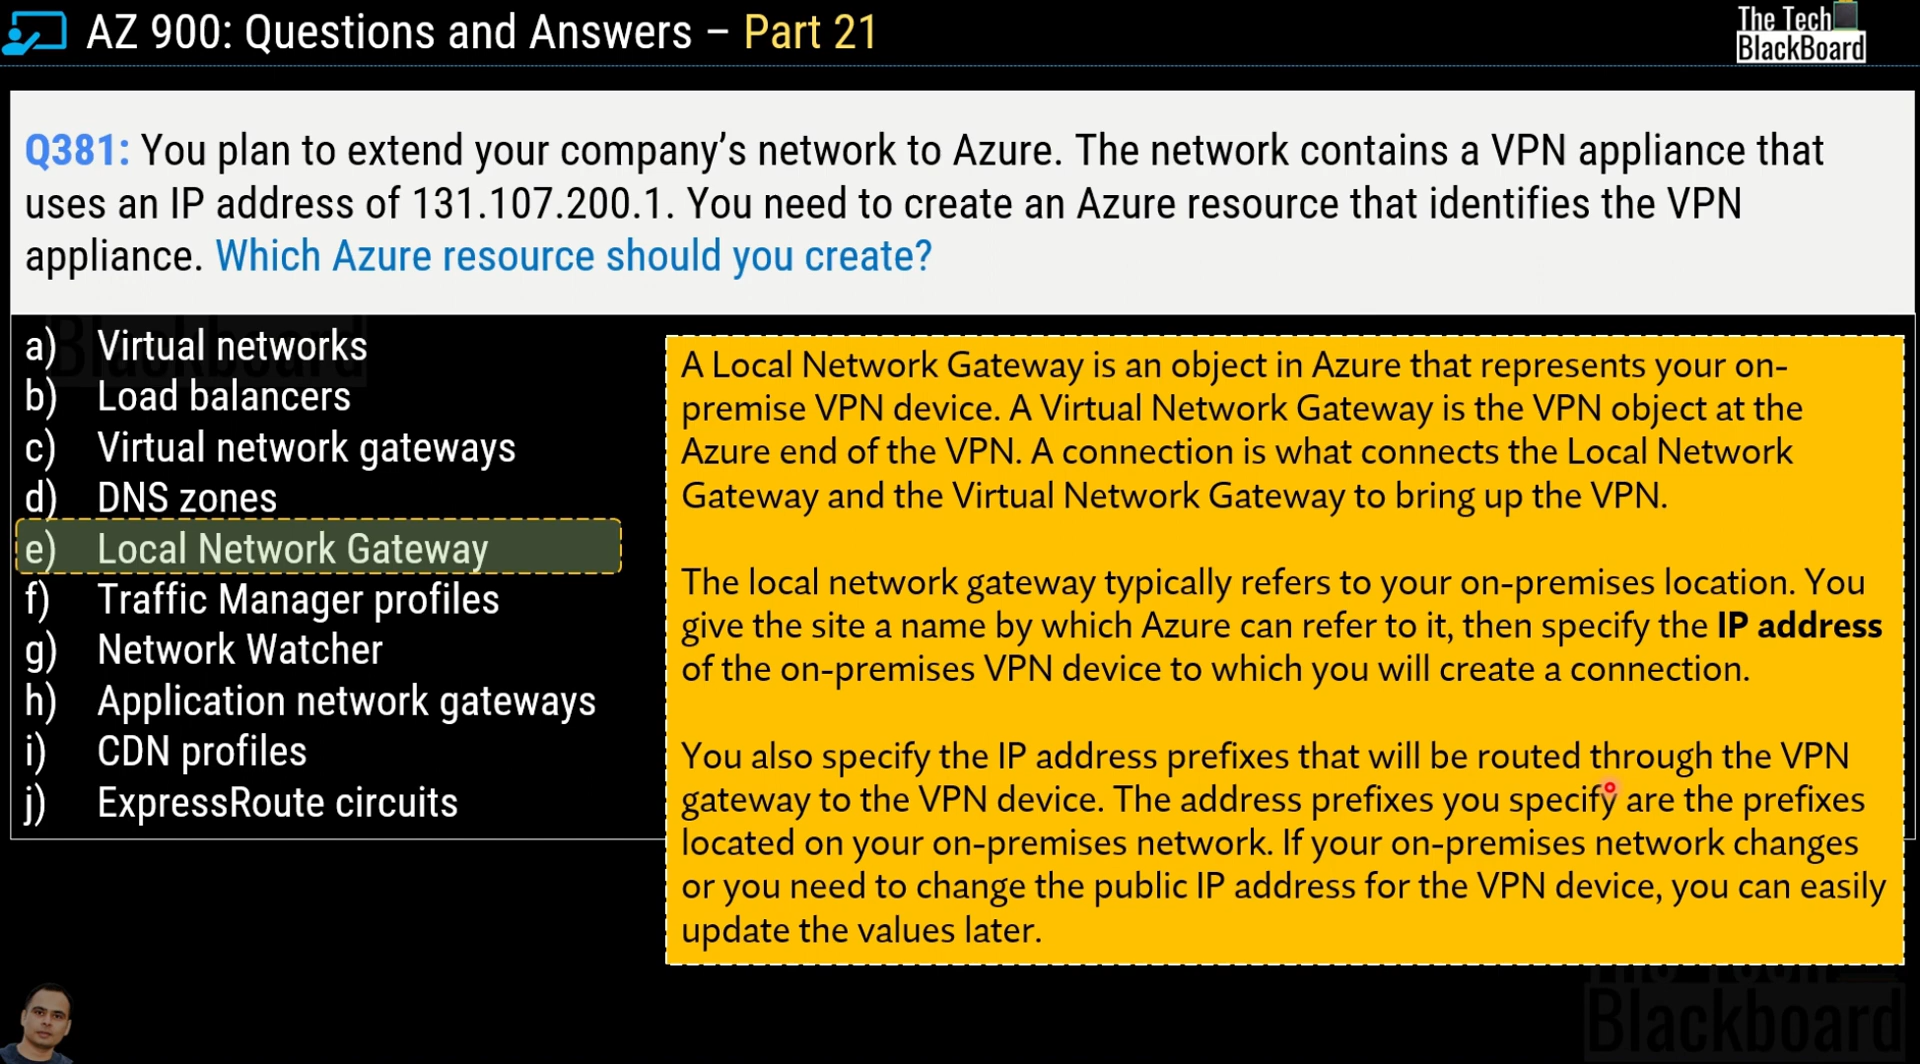 AZ 900: Questions and Answers – Part 21
The Tech
BlackBoard
Q381: You plan to extend your company's network to Azure. The network contains a VPN appliance that
uses an IP address of 131.107.200.1. You need to create an Azure resource that identifies the VPN
appliance. Which Azure resource should you create?
Blackboard
a) Virtual networks
b) Load balancers
c) Virtual network gateways
d) DNS zones
e) Local Network Gateway
f) Traffic Manager profiles
g) Network Watcher
h) Application network gateways
i) CDN profiles
j) ExpressRoute circuits
A Local Network Gateway is an object in Azure that represents your on-
premise VPN device. A Virtual Network Gateway is the VPN object at the
Azure end of the VPN. A connection is what connects the Local Network
Gateway and the Virtual Network Gateway to bring up the VPN.
The local network gateway typically refers to your on-premises location. You
give the site a name by which Azure can refer to it, then specify the IP address
of the on-premises VPN device to which you will create a connection.
You also specify the IP address prefixes that will be routed through the VPN
gateway to the VPN device. The address prefixes you specify are the prefixes
located on your on-premises network. If your on-premises network changes
or you need to change the public IP address for the VPN device, you can easily
update the values later.
The Tech
Blackboard